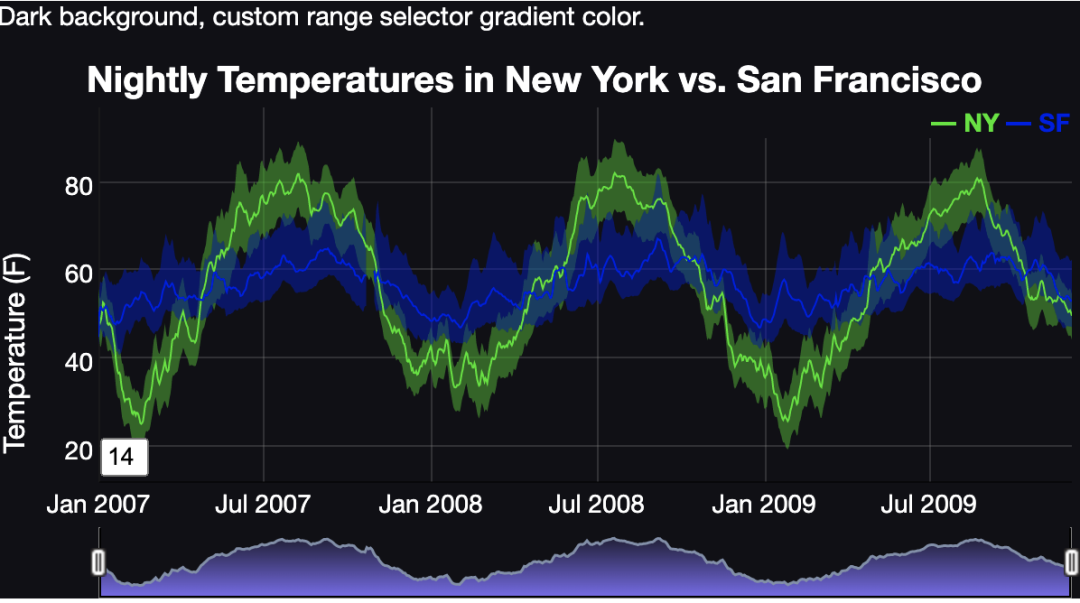 Dark background, custom range selector gradient color.
Nightly Temperatures in New York vs. San Francisco
NY SF
Temperature (F)
80
60
40
20
14
Jan 2007 Jul 2007 Jan 2008 Jul 2008 Jan 2009 Jul 2009